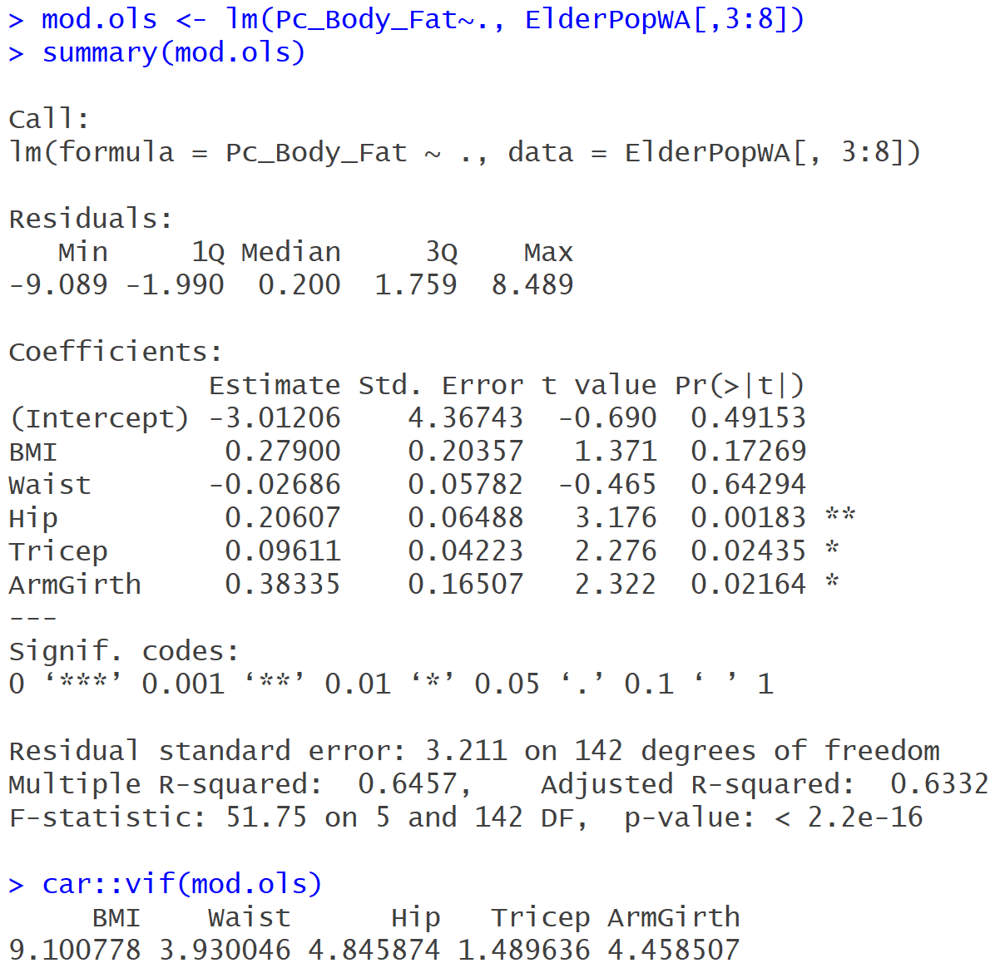 > mod.ols <- lm(Pc_Body_Fat~., ElderPopWA[,3:8])
> summary(mod.ols)
Call:
lm(formula = Pc_Body_Fat ~ ., data = ElderPopWA[, 3:8])
Residuals:
   Min     1Q Median     3Q    Max
-9.089 -1.990  0.200  1.759  8.489
Coefficients:
            Estimate Std. Error t value Pr(>|t|)
(Intercept) -3.01206    4.36743  -0.690  0.49153
BMI          0.27900    0.20357   1.371  0.17269
Waist       -0.02686    0.05782  -0.465  0.64294
Hip          0.20607    0.06488   3.176  0.00183 **
Tricep       0.09611    0.04223   2.276  0.02435 *
ArmGirth     0.38335    0.16507   2.322  0.02164 *
---
Signif. codes:
0 ‘***’ 0.001 ‘**’ 0.01 ‘*’ 0.05 ‘.’ 0.1 ‘ ’ 1
Residual standard error: 3.211 on 142 degrees of freedom
Multiple R-squared:  0.6457,    Adjusted R-squared:  0.6332
F-statistic: 51.75 on 5 and 142 DF,  p-value: < 2.2e-16
> car::vif(mod.ols)
     BMI    Waist      Hip   Tricep ArmGirth
9.100778 3.930046 4.845874 1.489636 4.458507